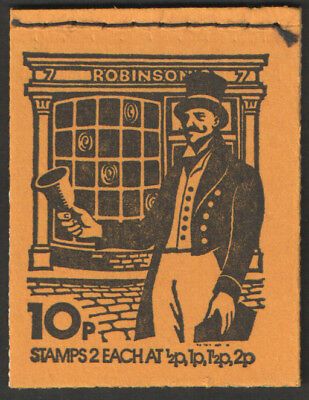 7 ROBINSON'S 7
10p
STAMPS 2 EACH AT ½p, 1p, 1½p, 2p